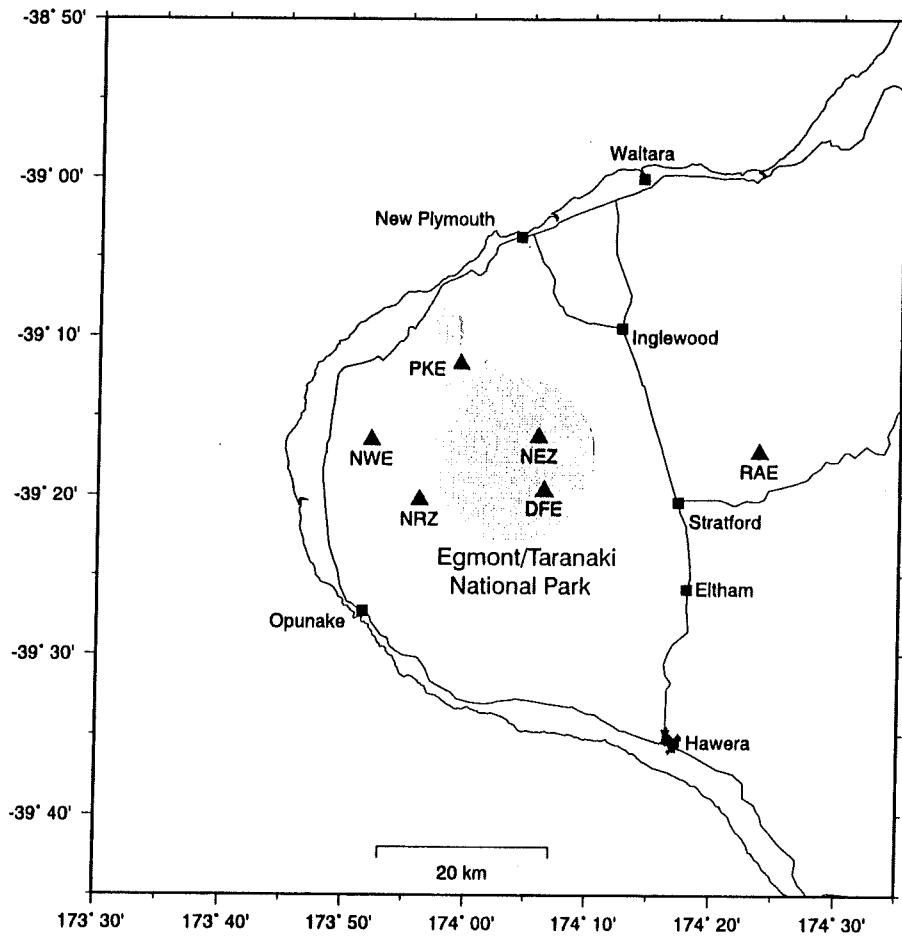 -38° 50'
Waitara
-39° 00'
New Plymouth
-39° 10'
Inglewood
PKE
NWE
NEZ
RAE
-39° 20'
NRZ
DFE
Stratford
Egmont/Taranaki
National Park
Eltham
Opunake
-39° 30'
Hawera
-39° 40'
20 km
173° 30'
173° 40'
173° 50'
174° 00'
174° 10'
174° 20'
174° 30'